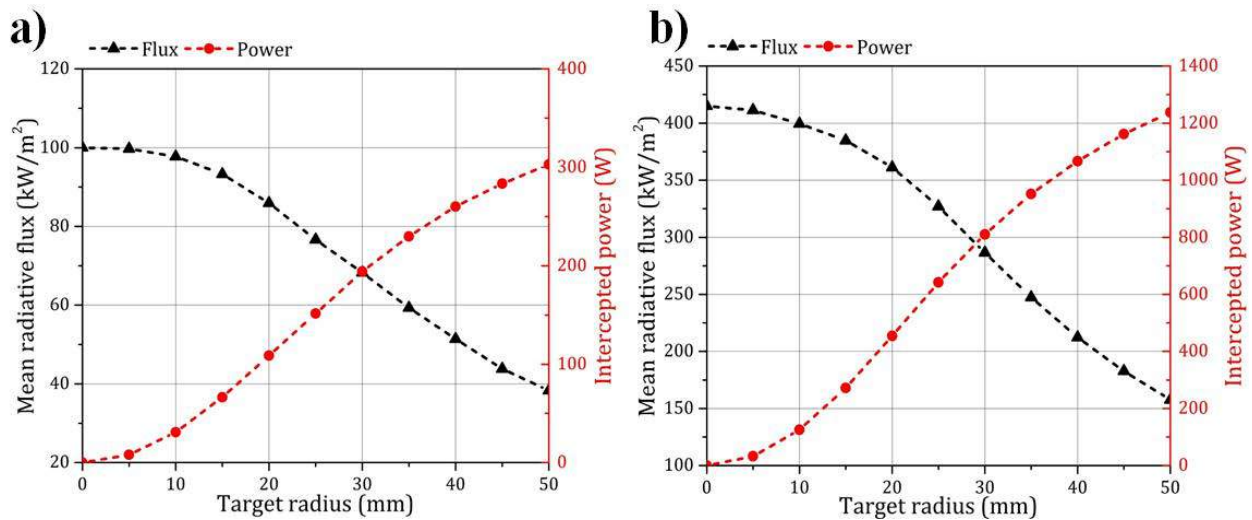 a)
Flux Power
Mean radiative flux (kW/m²)
120
100
80
60
40
20
400
300
200
100
0
Intercepted power (W)
0 10 20 30 40 50
Target radius (mm)
b)
Flux Power
Mean radiative flux (kW/m²)
450
400
350
300
250
200
150
100
1400
1200
1000
800
600
400
200
0
Intercepted power (W)
0 10 20 30 40 50
Target radius (mm)